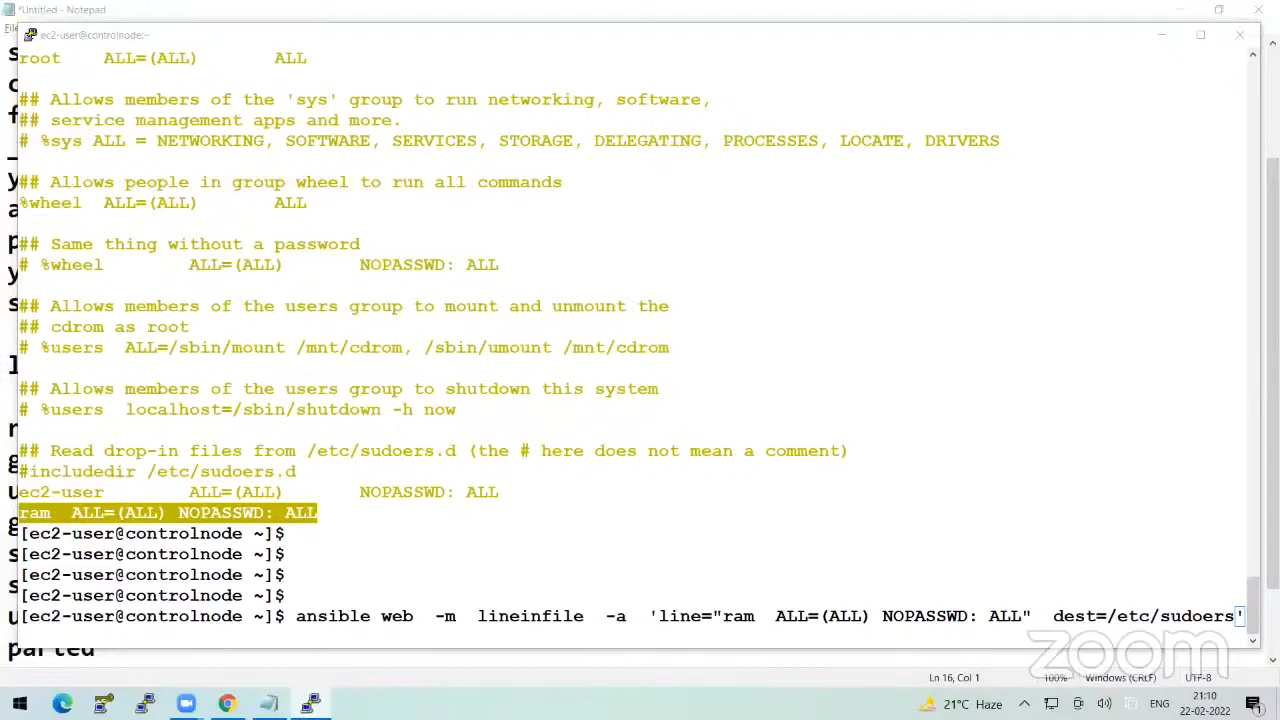 *Untitled - Notepad
ec2-user@controlnode:~
root    ALL=(ALL)       ALL
## Allows members of the 'sys' group to run networking, software,
## service management apps and more.
# %sys ALL = NETWORKING, SOFTWARE, SERVICES, STORAGE, DELEGATING, PROCESSES, LOCATE, DRIVERS
## Allows people in group wheel to run all commands
%wheel  ALL=(ALL)       ALL
## Same thing without a password
# %wheel        ALL=(ALL)       NOPASSWD: ALL
## Allows members of the users group to mount and unmount the
## cdrom as root
# %users  ALL=/sbin/mount /mnt/cdrom, /sbin/umount /mnt/cdrom
## Allows members of the users group to shutdown this system
# %users  localhost=/sbin/shutdown -h now
## Read drop-in files from /etc/sudoers.d (the # here does not mean a comment)
#includedir /etc/sudoers.d
ec2-user        ALL=(ALL)       NOPASSWD: ALL
ram  ALL=(ALL) NOPASSWD: ALL
[ec2-user@controlnode ~]$
[ec2-user@controlnode ~]$
[ec2-user@controlnode ~]$
[ec2-user@controlnode ~]$
[ec2-user@controlnode ~]$ ansible web  -m  lineinfile  -a  'line="ram  ALL=(ALL) NOPASSWD: ALL"  dest=/etc/sudoers'
parted
zoom
Ln 16, Col 1 100% Windows (CRLF) UTF-8
21°C Haze ENG 21:10
22-02-2022